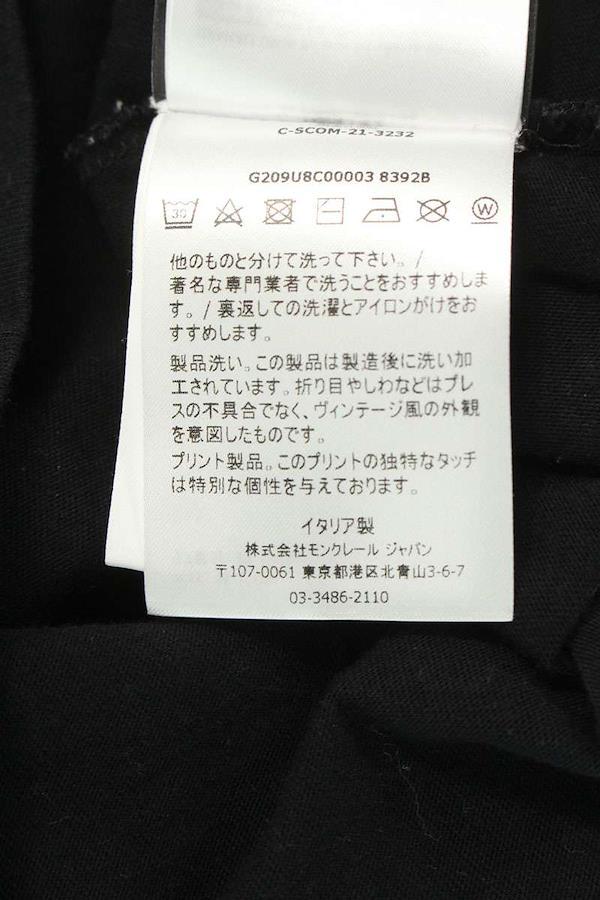 C-SCOM-21-3232
G209U8C00003 8392B
30 W
他のものと分けて洗って下さい。/
著名な専門業者で洗うことをおすすめしま
す。/ 裏返しての洗濯とアイロンがけをお
すすめします。
製品洗い。この製品は製造後に洗い加
工されています。折り目やしわなどはプレ
スの不具合でなく、ヴィンテージ風の外観
を意図したものです。
プリント製品。このプリントの独特なタッチ
は特別な個性を与えております。
イタリア製
株式会社モンクレール ジャパン
〒107-0061 東京都港区北青山3-6-7
03-3486-2110